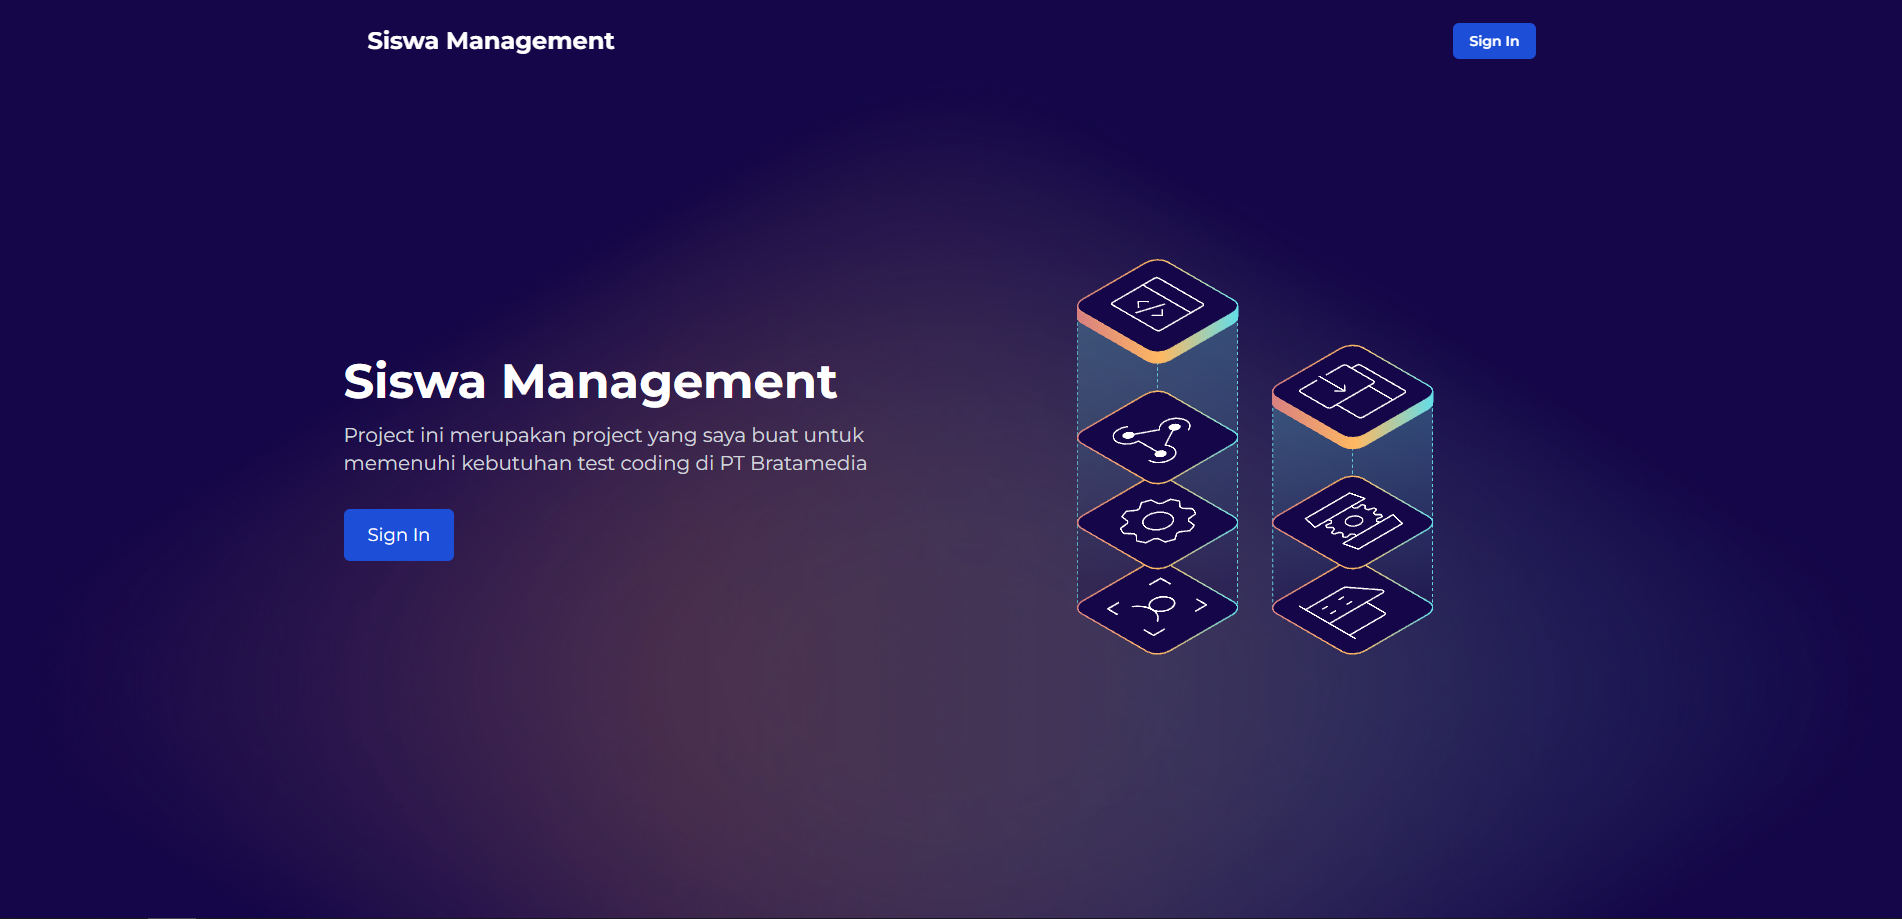 Siswa Management
Sign In
Siswa Management
Project ini merupakan project yang saya buat untuk
memenuhi kebutuhan test coding di PT Bratamedia
Sign In